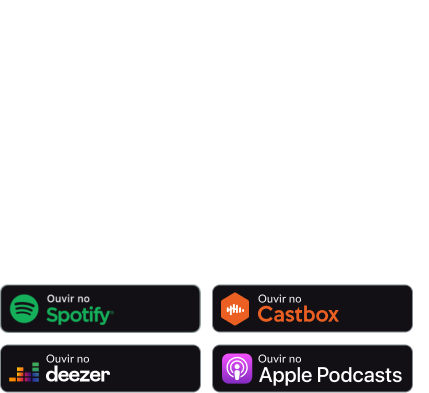 Ouvir no
Spotify
Ouvir no
Castbox
Ouvir no
deezer
Ouvir no
Apple Podcasts